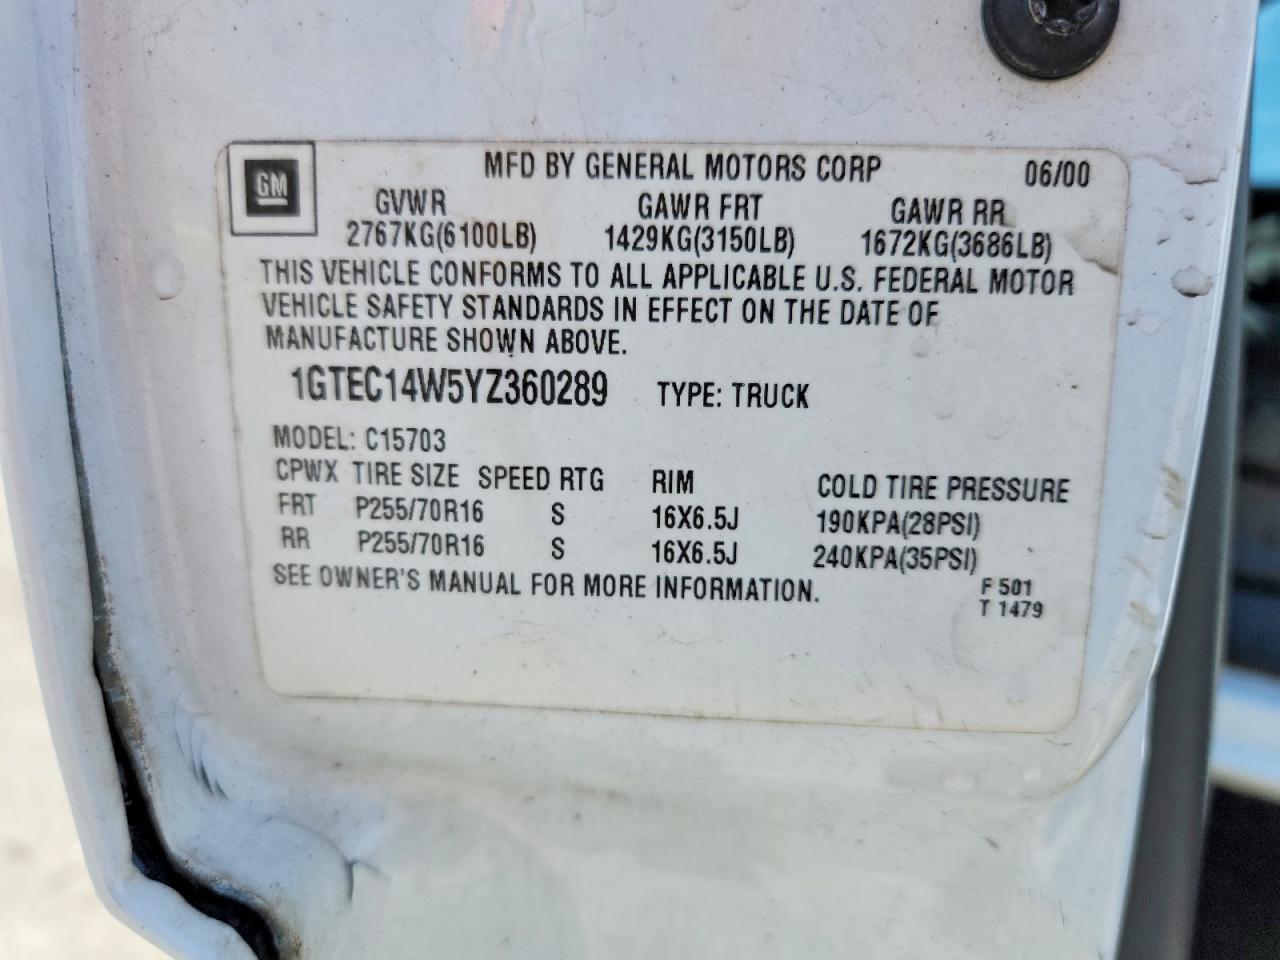 MFD BY GENERAL MOTORS CORP 06/00
GM
GVWR GAWR FRT GAWR RR
2767KG(6100LB) 1429KG(3150LB) 1672KG(3686LB)
THIS VEHICLE CONFORMS TO ALL APPLICABLE U.S. FEDERAL MOTOR
VEHICLE SAFETY STANDARDS IN EFFECT ON THE DATE OF
MANUFACTURE SHOWN ABOVE.
1GTEC14W5YZ360289 TYPE: TRUCK
MODEL: C15703
CPWX TIRE SIZE SPEED RTG RIM COLD TIRE PRESSURE
FRT P255/70R16 S 16X6.5J 190KPA(28PSI)
RR P255/70R16 S 16X6.5J 240KPA(35PSI)
SEE OWNER'S MANUAL FOR MORE INFORMATION.
F 501
T 1479